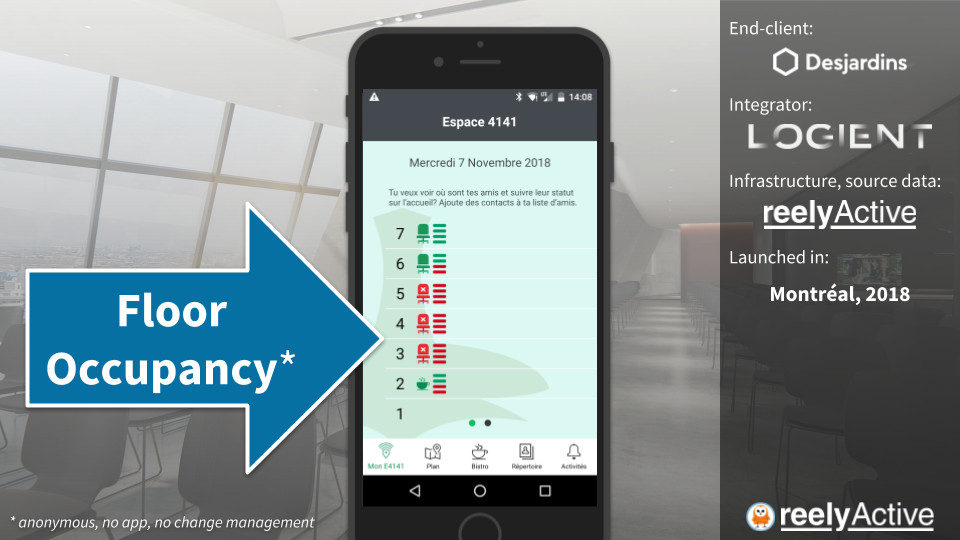 Floor
Occupancy*
* anonymous, no app, no change management
14:08
Espace 4141
Mercredi 7 Novembre 2018
Tu veux voir où sont tes amis et suivre leur statut
sur l'accueil? Ajoute des contacts à ta liste d'amis.
7
6
5
4
3
2
1
Mon E4141
Plan
Bistro
Répertoire
Activités
End-client:
Desjardins
Integrator:
LOGIENT
Infrastructure, source data:
reelyActive
Launched in:
Montréal, 2018
reelyActive